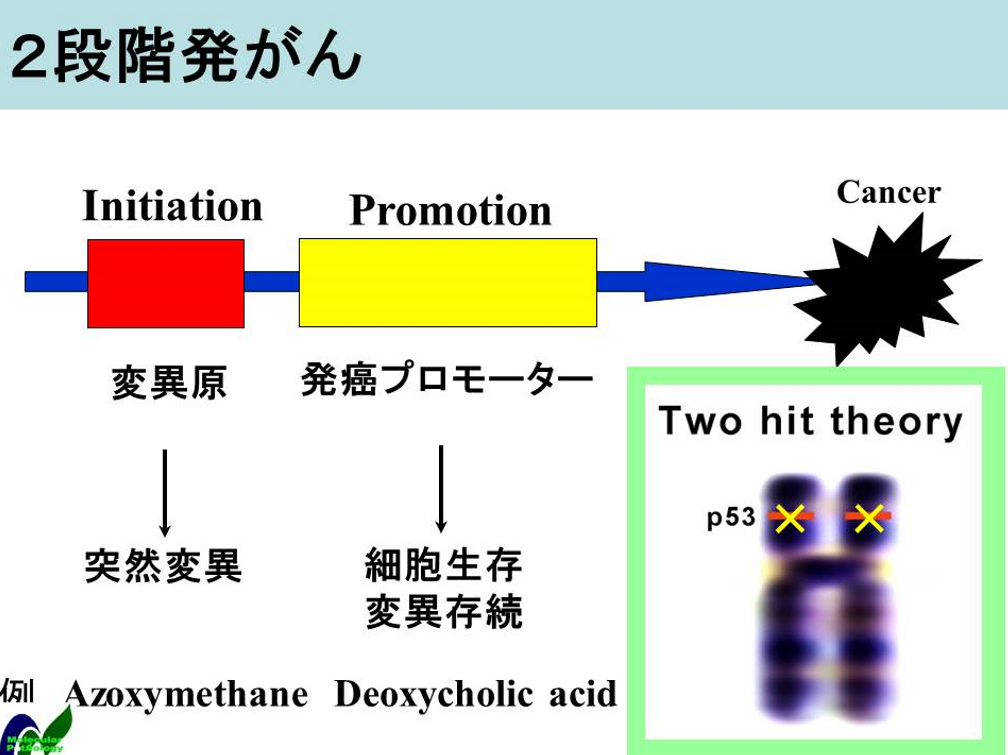 ２段階発がん
Initiation
Promotion
Cancer
変異原
発癌プロモーター
突然変異
細胞生存
変異存続
例 Azoxymethane Deoxycholic acid
Two hit theory
p53
Molecular
Pathology